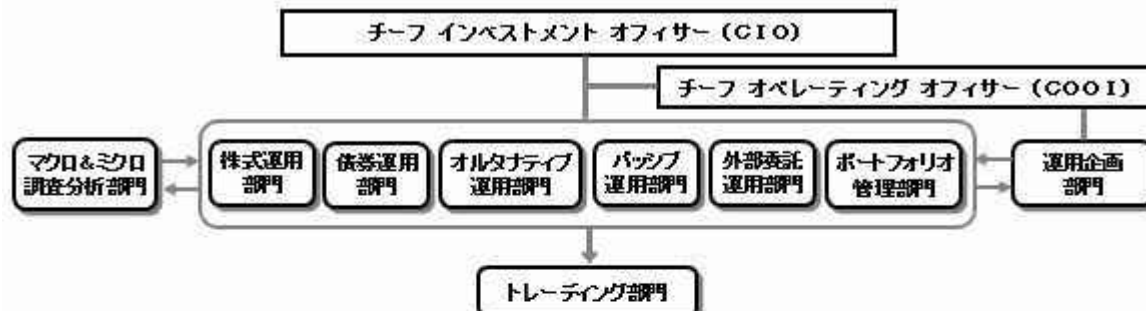 チーフ インベストメント オフィサー(CIO)
チーフ オペレーティング オフィサー(COOI)
マクロ&ミクロ
調査分析部門
株式運用
部門
債券運用
部門
オルタナティブ
運用部門
パッシブ
運用部門
外部委託
運用部門
ポートフォリオ
管理部門
運用企画
部門
トレーディング部門